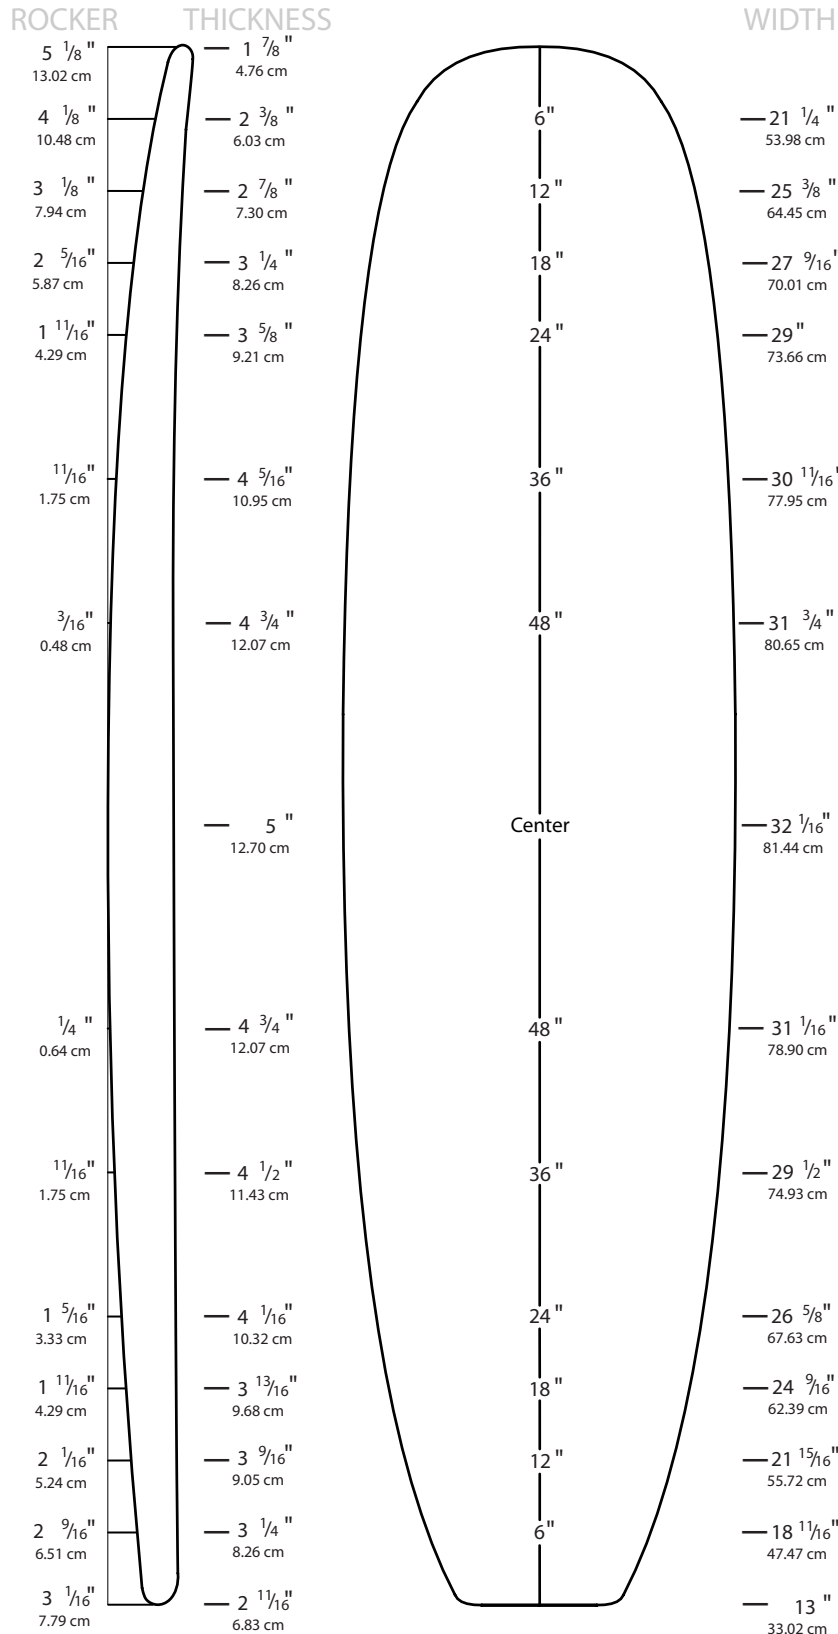 ROCKER THICKNESS WIDTH
5 1/8" 1 7/8"
13.02 cm 4.76 cm
4 1/8" 2 3/8" 6" 21 1/4"
10.48 cm 6.03 cm 53.98 cm
3 1/8" 2 7/8" 12" 25 3/8"
7.94 cm 7.30 cm 64.45 cm
2 5/16" 3 1/4" 18" 27 9/16"
5.87 cm 8.26 cm 70.01 cm
1 11/16" 3 5/8" 24" 29"
4.29 cm 9.21 cm 73.66 cm
11/16" 4 5/16" 36" 30 11/16"
1.75 cm 10.95 cm 77.95 cm
3/16" 4 3/4" 48" 31 3/4"
0.48 cm 12.07 cm 80.65 cm
5" Center 32 1/16"
12.70 cm 81.44 cm
1/4" 4 3/4" 48" 31 1/16"
0.64 cm 12.07 cm 78.90 cm
11/16" 4 1/2" 36" 29 1/2"
1.75 cm 11.43 cm 74.93 cm
1 5/16" 4 1/16" 24" 26 5/8"
3.33 cm 10.32 cm 67.63 cm
1 11/16" 3 13/16" 18" 24 9/16"
4.29 cm 9.68 cm 62.39 cm
2 1/16" 3 9/16" 12" 21 15/16"
5.24 cm 9.05 cm 55.72 cm
2 9/16" 3 1/4" 6" 18 11/16"
6.51 cm 8.26 cm 47.47 cm
3 1/16" 2 11/16" 13"
7.79 cm 6.83 cm 33.02 cm